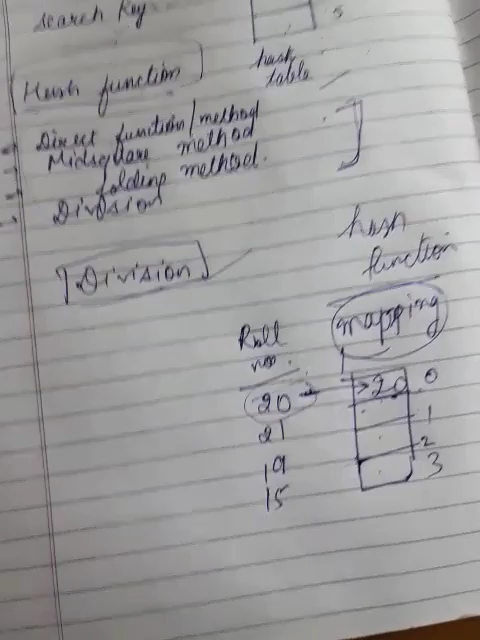 Search key
5
hash
table
Hash function
Direct function/method
Midsquare method
folding method.
Division
hash
function
Division
mapping
Roll
no.
20 → 20 0
21 1
19 2
15 3